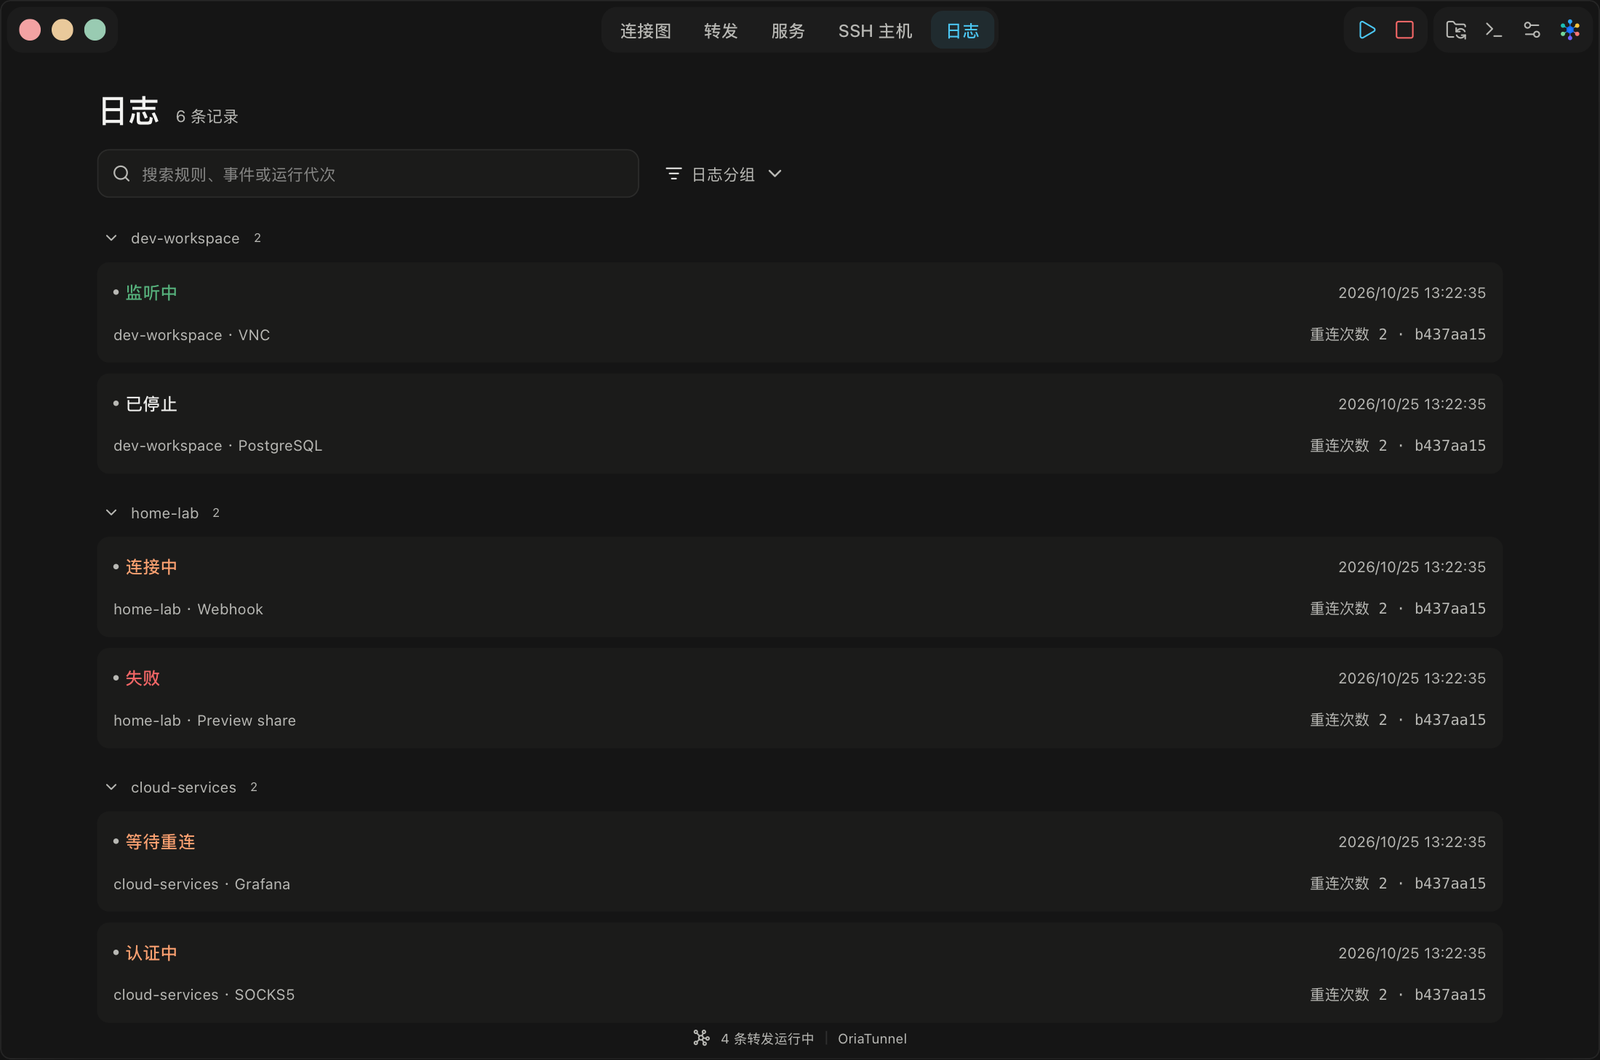 连接图 转发 服务 SSH 主机 日志
日志 6 条记录
搜索规则、事件或运行代次 日志分组
dev-workspace 2
• 监听中 2026/10/25 13:22:35
dev-workspace · VNC 重连次数 2 · b437aa15
• 已停止 2026/10/25 13:22:35
dev-workspace · PostgreSQL 重连次数 2 · b437aa15
home-lab 2
• 连接中 2026/10/25 13:22:35
home-lab · Webhook 重连次数 2 · b437aa15
• 失败 2026/10/25 13:22:35
home-lab · Preview share 重连次数 2 · b437aa15
cloud-services 2
• 等待重连 2026/10/25 13:22:35
cloud-services · Grafana 重连次数 2 · b437aa15
• 认证中 2026/10/25 13:22:35
cloud-services · SOCKS5 重连次数 2 · b437aa15
4 条转发运行中 OriaTunnel